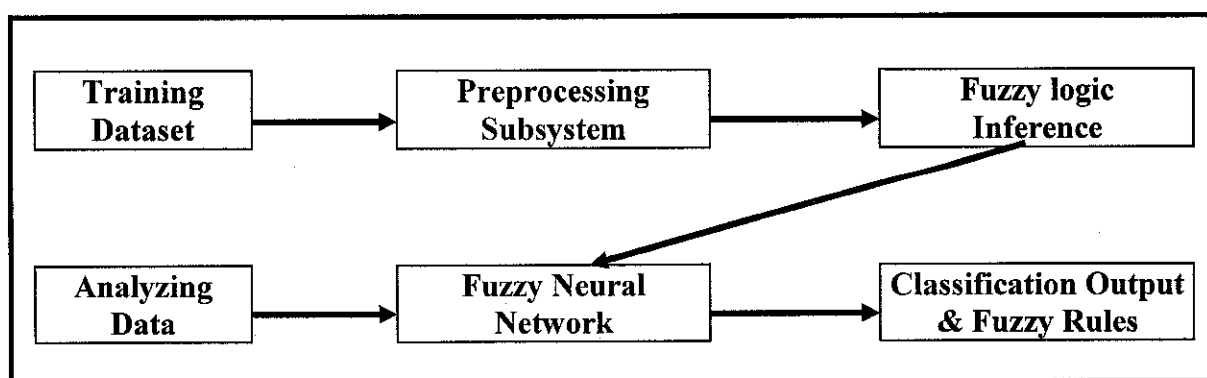 Training
Dataset
Preprocessing
Subsystem
Fuzzy logic
Inference
Analyzing
Data
Fuzzy Neural
Network
Classification Output
& Fuzzy Rules